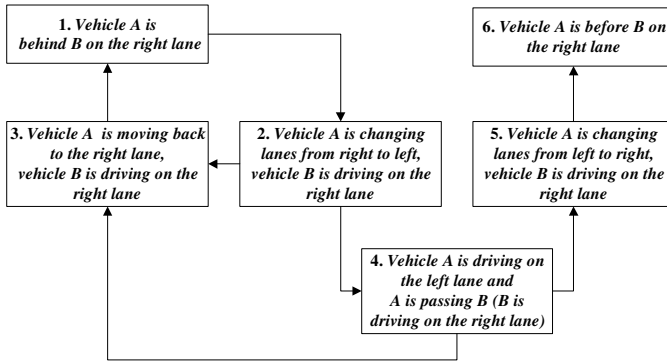 1. Vehicle A is
behind B on the right lane
6. Vehicle A is before B on
the right lane
3. Vehicle A is moving back
to the right lane,
vehicle B is driving on the
right lane
2. Vehicle A is changing
lanes from right to left,
vehicle B is driving on the
right lane
5. Vehicle A is changing
lanes from left to right,
vehicle B is driving on the
right lane
4. Vehicle A is driving on
the left lane and
A is passing B (B is
driving on the right lane)